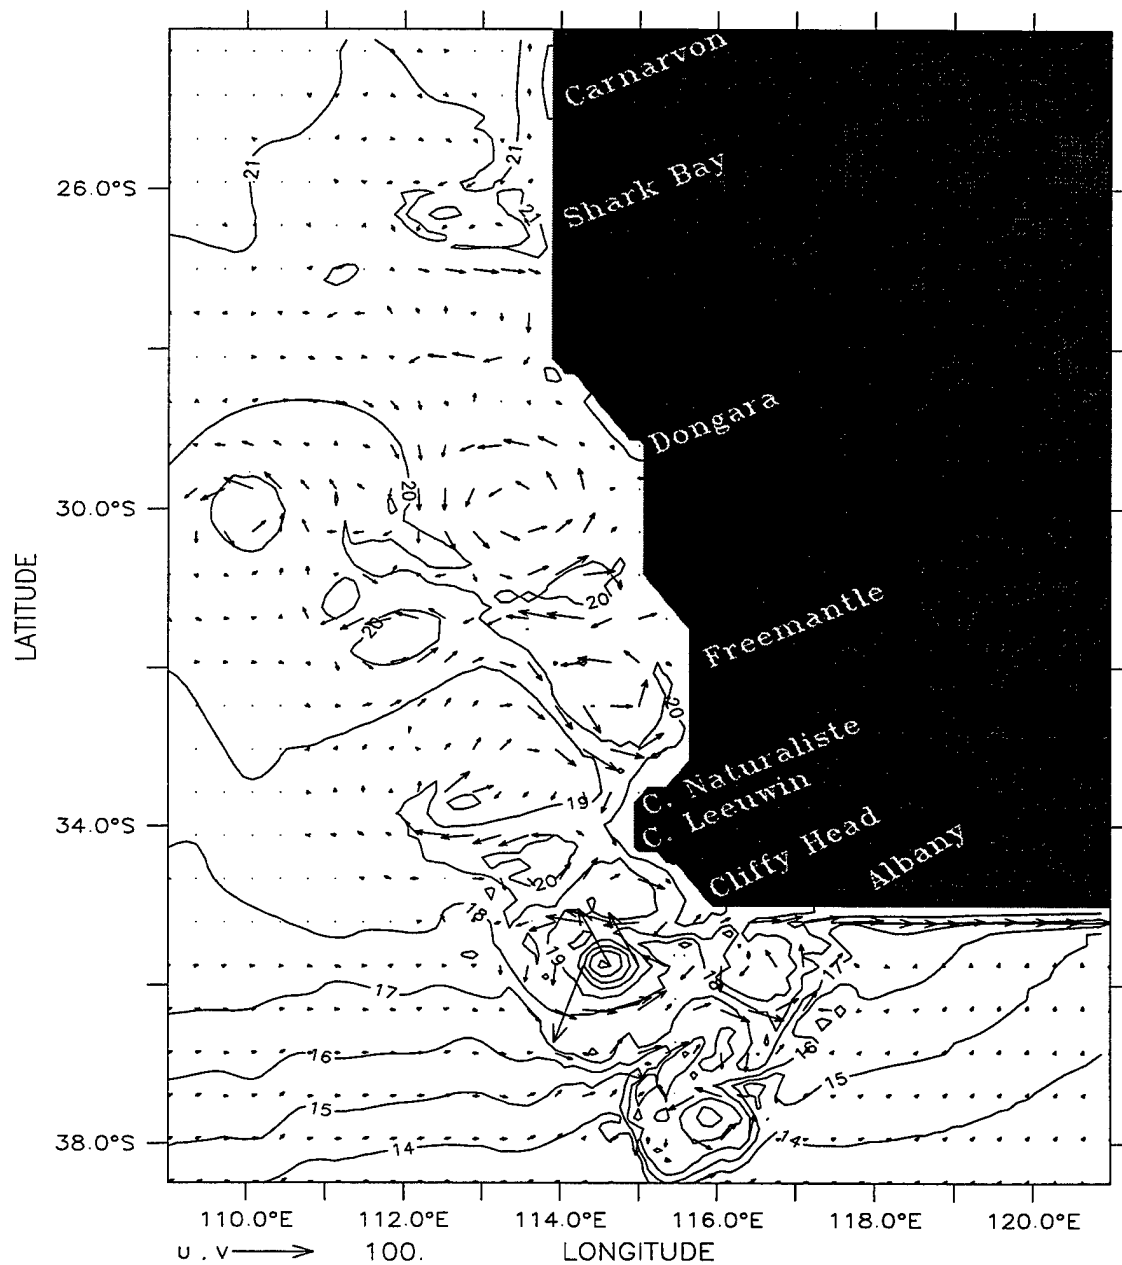 Carnarvon
21
21
26.0°S
Shark Bay
21
Dongara
20
30.0°S
20
Freemantle
20
LATITUDE
20
C. Naturaliste
19
C. Leeuwin
34.0°S
Cliffy Head
Albany
20
18
19
17
17
16
16
15
15
14
14
38.0°S
110.0°E 112.0°E 114.0°E 116.0°E 118.0°E 120.0°E
u , v 100. LONGITUDE